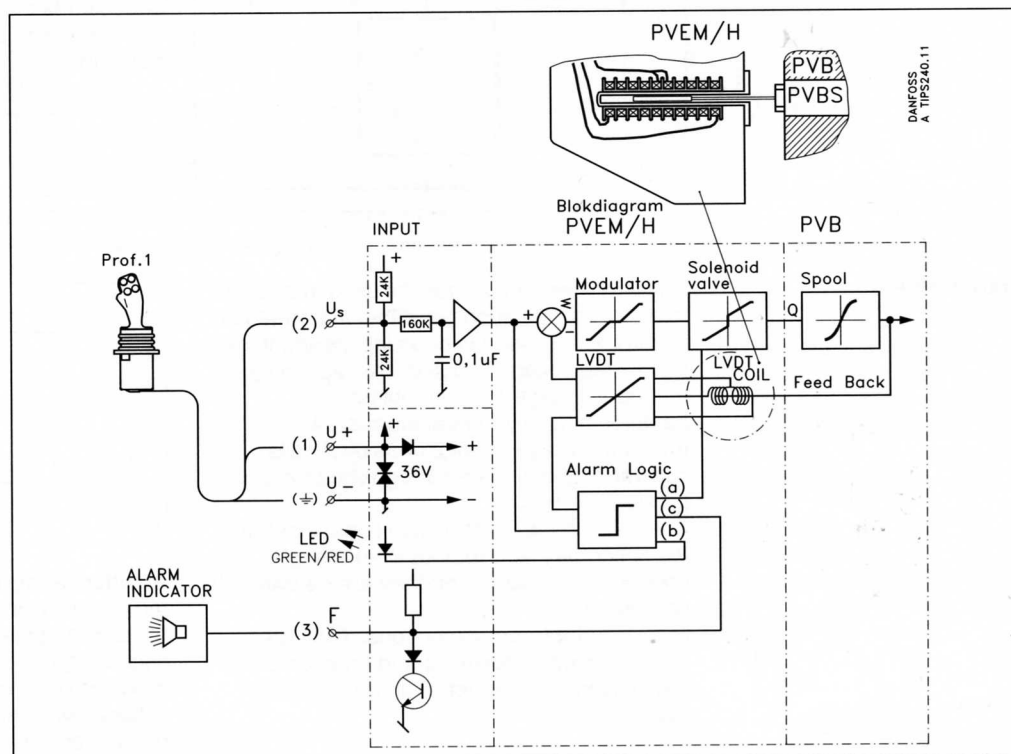 PVEM/H
PVB
PVBS
DANFOSS
A TIPS240.11
Blokdiagram
PVEM/H
PVB
INPUT
Prof.1
+
24K
(2) Us
160K
24K
0,1uF
+
W
-
Modulator
Solenoid
valve
Spool
Q
LVDT
LVDT
COIL
Feed Back
(1) U+
+
+
36V
U-
-
Alarm Logic
(a)
(c)
(b)
LED
GREEN/RED
ALARM
INDICATOR
(3) F